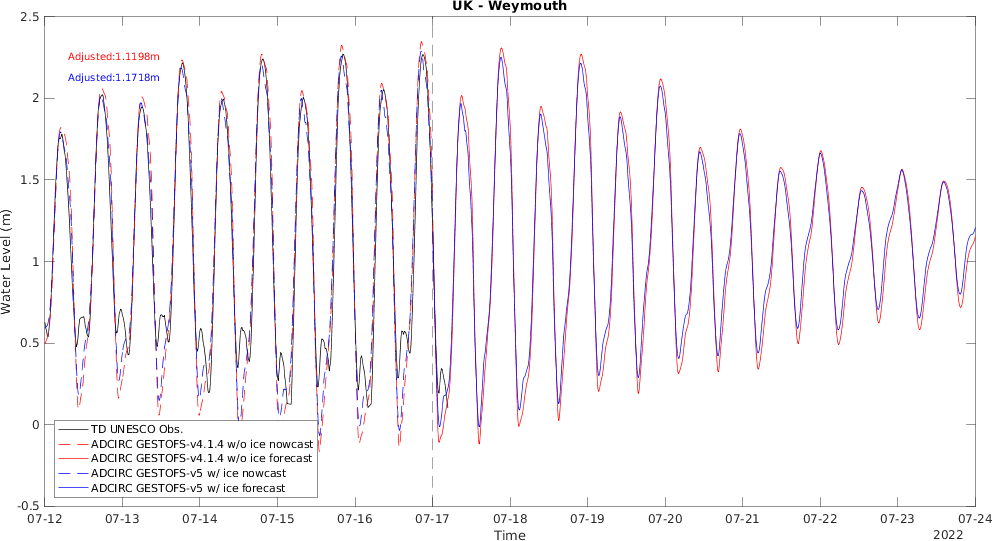 UK - Weymouth
2.5
Adjusted:1.1198m
Adjusted:1.1718m
2
1.5
1
0.5
0
-0.5
Water Level (m)
TD UNESCO Obs.
ADCIRC GESTOFS-v4.1.4 w/o ice nowcast
ADCIRC GESTOFS-v4.1.4 w/o ice forecast
ADCIRC GESTOFS-v5 w/ ice nowcast
ADCIRC GESTOFS-v5 w/ ice forecast
07-12 07-13 07-14 07-15 07-16 07-17 07-18 07-19 07-20 07-21 07-22 07-23 07-24
Time
2022